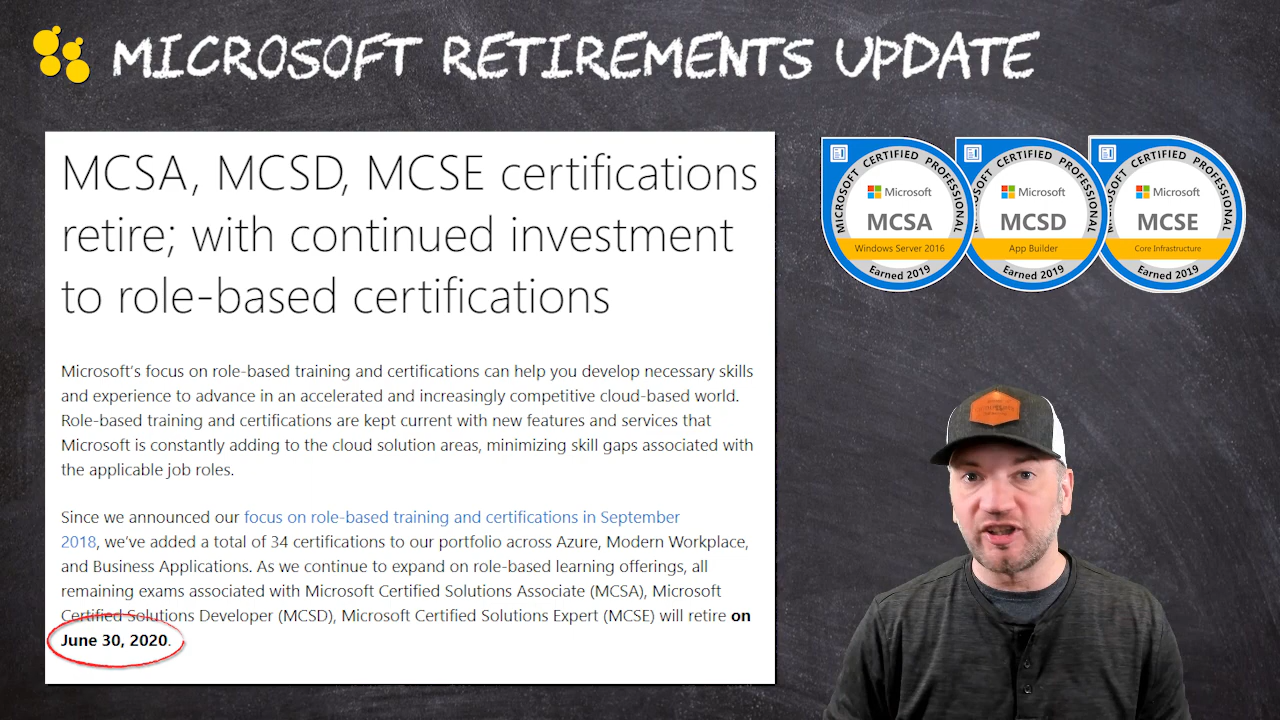 MICROSOFT RETIREMENTS UPDATE
MCSA, MCSD, MCSE certifications
retire; with continued investment
to role-based certifications
Microsoft's focus on role-based training and certifications can help you develop necessary skills
and experience to advance in an accelerated and increasingly competitive cloud-based world.
Role-based training and certifications are kept current with new features and services that
Microsoft is constantly adding to the cloud solution areas, minimizing skill gaps associated with
the applicable job roles.
Since we announced our focus on role-based training and certifications in September
2018, we've added a total of 34 certifications to our portfolio across Azure, Modern Workplace,
and Business Applications. As we continue to expand on role-based learning offerings, all
remaining exams associated with Microsoft Certified Solutions Associate (MCSA), Microsoft
Certified Solutions Developer (MCSD), Microsoft Certified Solutions Expert (MCSE) will retire on
June 30, 2020.
MICROSOFT CERTIFIED PROFESSIONAL
Microsoft
MCSA
Windows Server 2016
Earned 2019
CERTIFIED PROFESSIONAL
Microsoft
MCSD
App Builder
Earned 2019
CERTIFIED PROFESSIONAL
Microsoft
MCSE
Core Infrastructure
Earned 2019